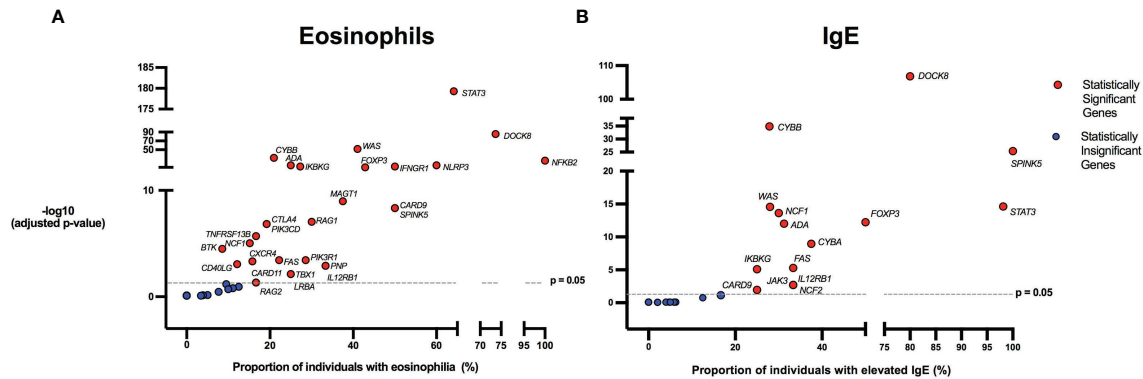 A
Eosinophils
185
180
175
90
70
50
10
0
-log10
(adjusted p-value)
STAT3
DOCK8
WAS
CYBB
ADA
IKBKG
FOXP3
IFNGR1
NLRP3
NFKB2
MAGT1
CARD9
SPINK5
CTLA4
PIK3CD
RAG1
TNFRSF13B
NCF1
BTK
CXCR4
FAS
PIK3R1
PNP
CD40LG
CARD11
TBX1
IL12RB1
LRBA
RAG2
p = 0.05
0
20
40
60
70
75
95
100
Proportion of individuals with eosinophilia (%)
B
IgE
110
100
35
30
25
20
15
10
5
0
DOCK8
CYBB
SPINK5
STAT3
WAS
NCF1
ADA
FOXP3
CYBA
IKBKG
FAS
JAK3
IL12RB1
CARD9
NCF2
p = 0.05
0
20
40
75
80
85
90
95
100
Proportion of individuals with elevated IgE (%)
Statistically
Significant
Genes
Statistically
Insignificant
Genes